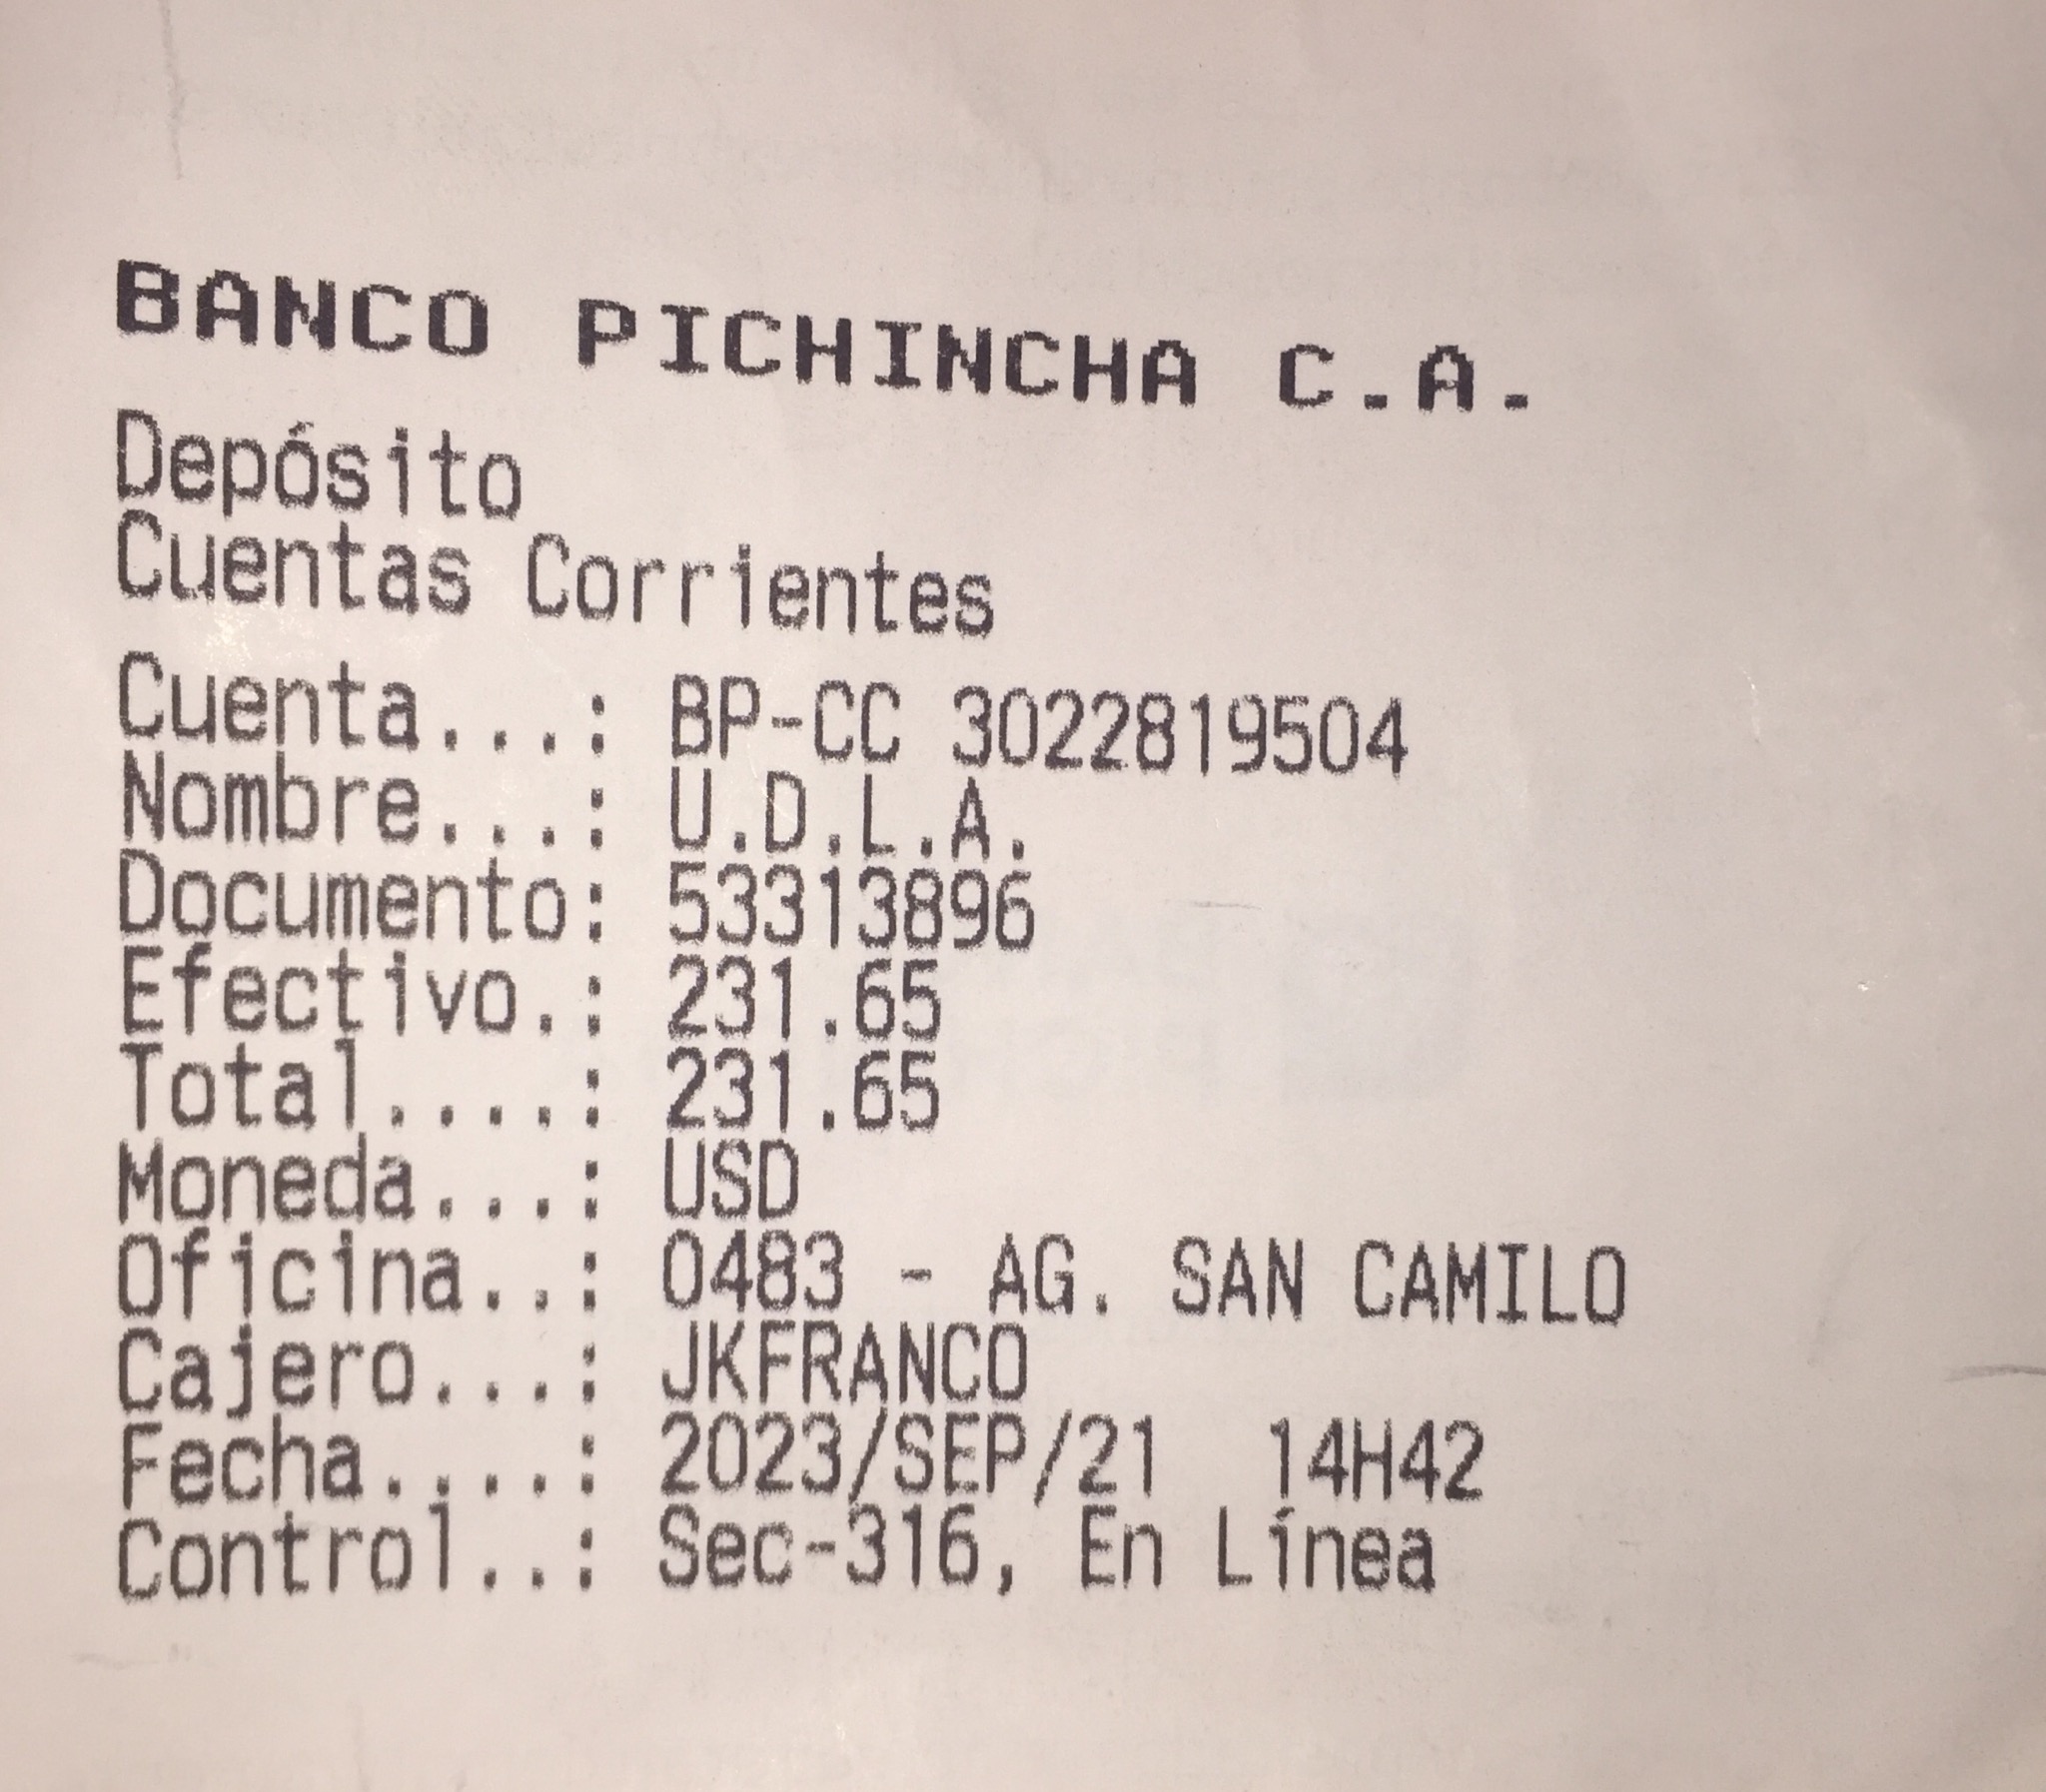 BANCO PICHINCHA C.A.
Depósito
Cuentas Corrientes
Cuenta...: BP-CC 3022819504
Nombre...: U.D.L.A.
Documento: 53313896
Efectivo.: 231.65
Total....: 231.65
Moneda...: USD
Oficina..: 0483 - AG. SAN CAMILO
Cajero...: JKFRANCO
Fecha....: 2023/SEP/21  14H42
Control..: Sec-316, En Línea